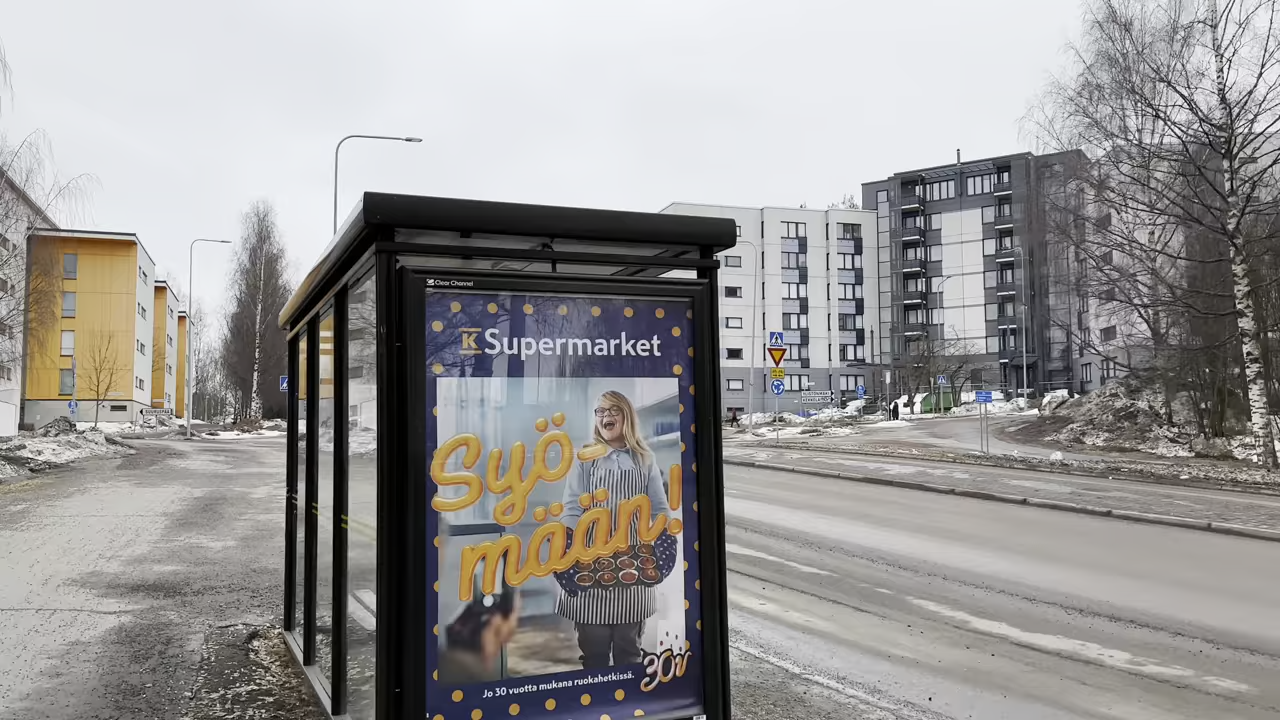 Clear Channel
K Supermarket
Syö-
mään!
30v
Jo 30 vuotta mukana ruokahetkissä.